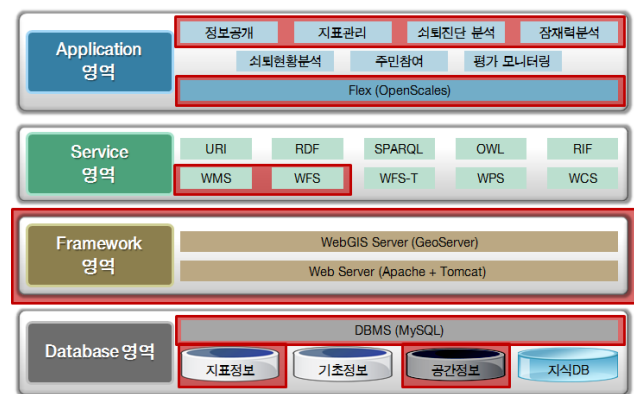 Application
영역
정보공개 지표관리 쇠퇴진단 분석 잠재력분석
쇠퇴현황분석 주민참여 평가 모니터링
Flex (OpenScales)
Service
영역
URI RDF SPARQL OWL RIF
WMS WFS WFS-T WPS WCS
Framework
영역
WebGIS Server (GeoServer)
Web Server (Apache + Tomcat)
Database 영역
DBMS (MySQL)
지표정보 기초정보 공간정보 지식DB